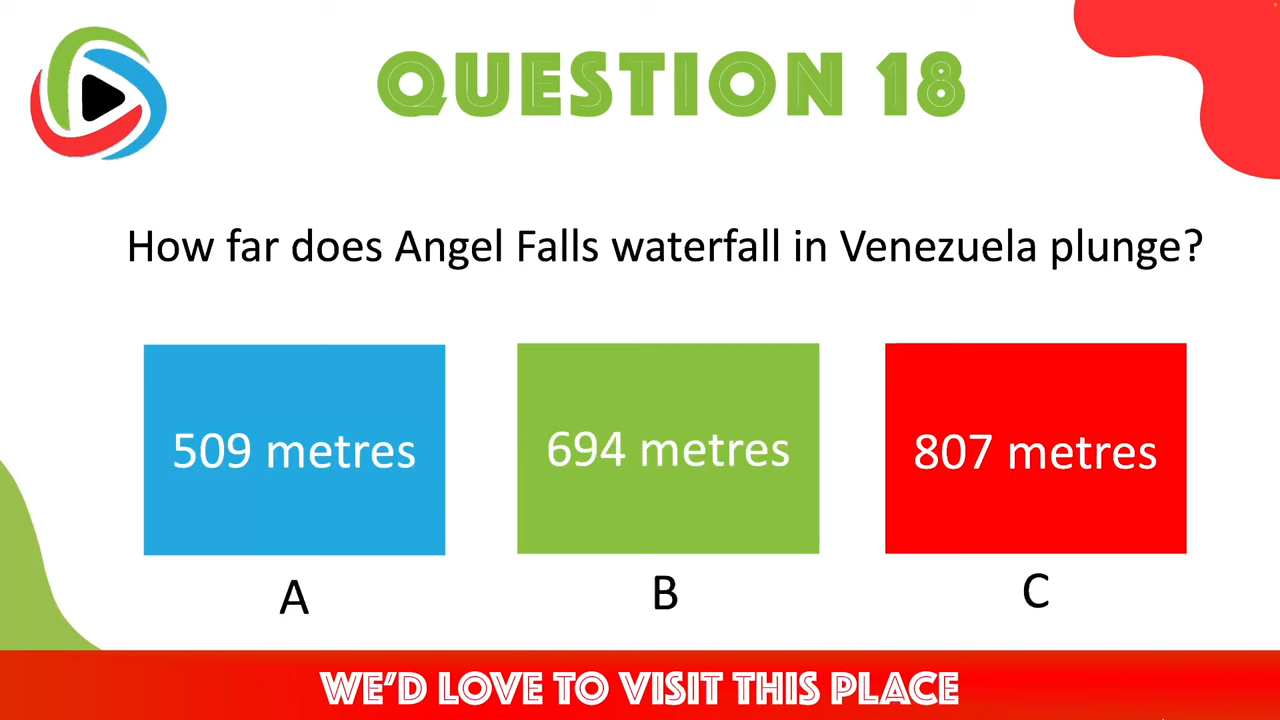 QUESTION 18
How far does Angel Falls waterfall in Venezuela plunge?
509 metres
694 metres
807 metres
A
B
C
WE'D LOVE TO VISIT THIS PLACE